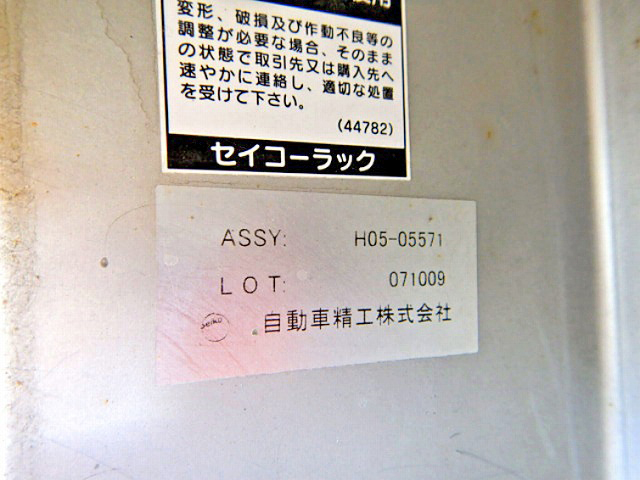 変形、破損及び作動不良等の
調整が必要な場合、そのまま
の状態で取引先又は購入先へ
速やかに連絡し、適切な処置
を受けて下さい。
(44782)
セイコーラック
ASSY: H05-05571
LOT: 071009
seiko 自動車精工株式会社